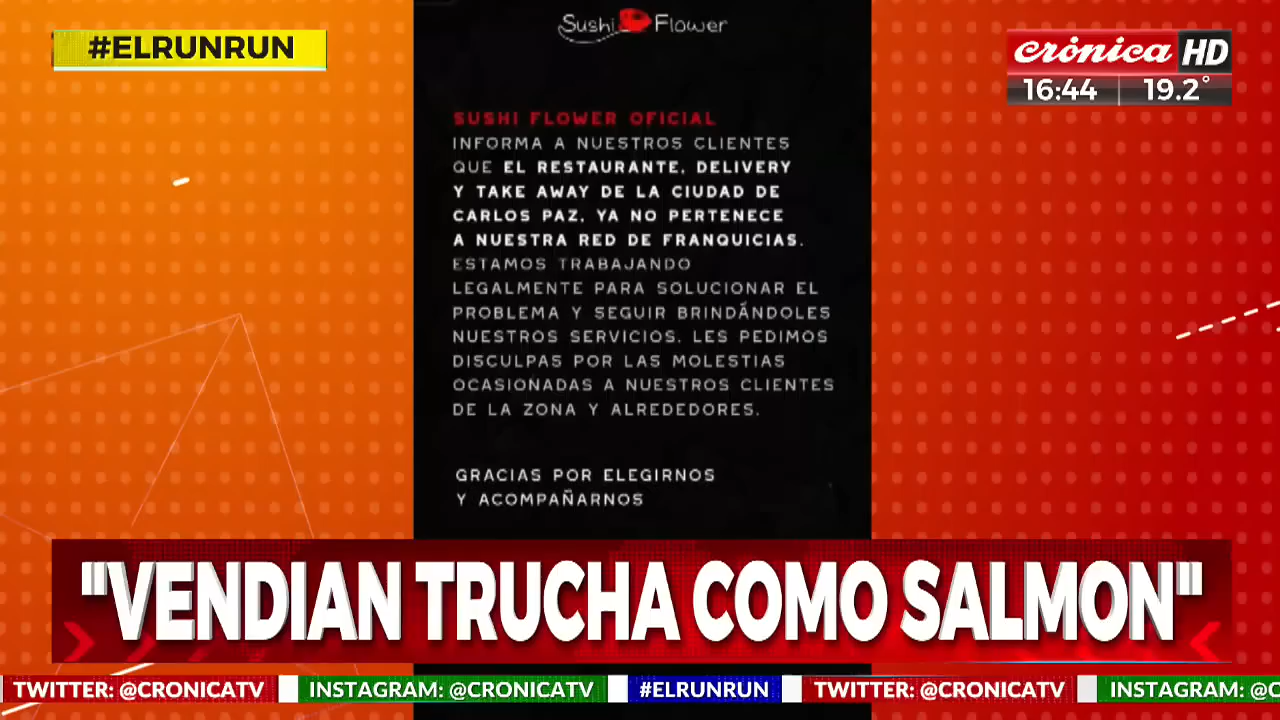 #ELRUNRUN
Sushi Flower
crónica HD
16:44 19.2°
SUSHI FLOWER OFICIAL
INFORMA A NUESTROS CLIENTES
QUE EL RESTAURANTE, DELIVERY
Y TAKE AWAY DE LA CIUDAD DE
CARLOS PAZ, YA NO PERTENECE
A NUESTRA RED DE FRANQUICIAS.
ESTAMOS TRABAJANDO
LEGALMENTE PARA SOLUCIONAR EL
PROBLEMA Y SEGUIR BRINDÁNDOLES
NUESTROS SERVICIOS. LES PEDIMOS
DISCULPAS POR LAS MOLESTIAS
OCASIONADAS A NUESTROS CLIENTES
DE LA ZONA Y ALREDEDORES.
GRACIAS POR ELEGIRNOS
Y ACOMPAÑARNOS
"VENDIAN TRUCHA COMO SALMON"
TWITTER: @CRONICATV INSTAGRAM: @CRONICATV #ELRUNRUN TWITTER: @CRONICATV INSTAGRAM: @C